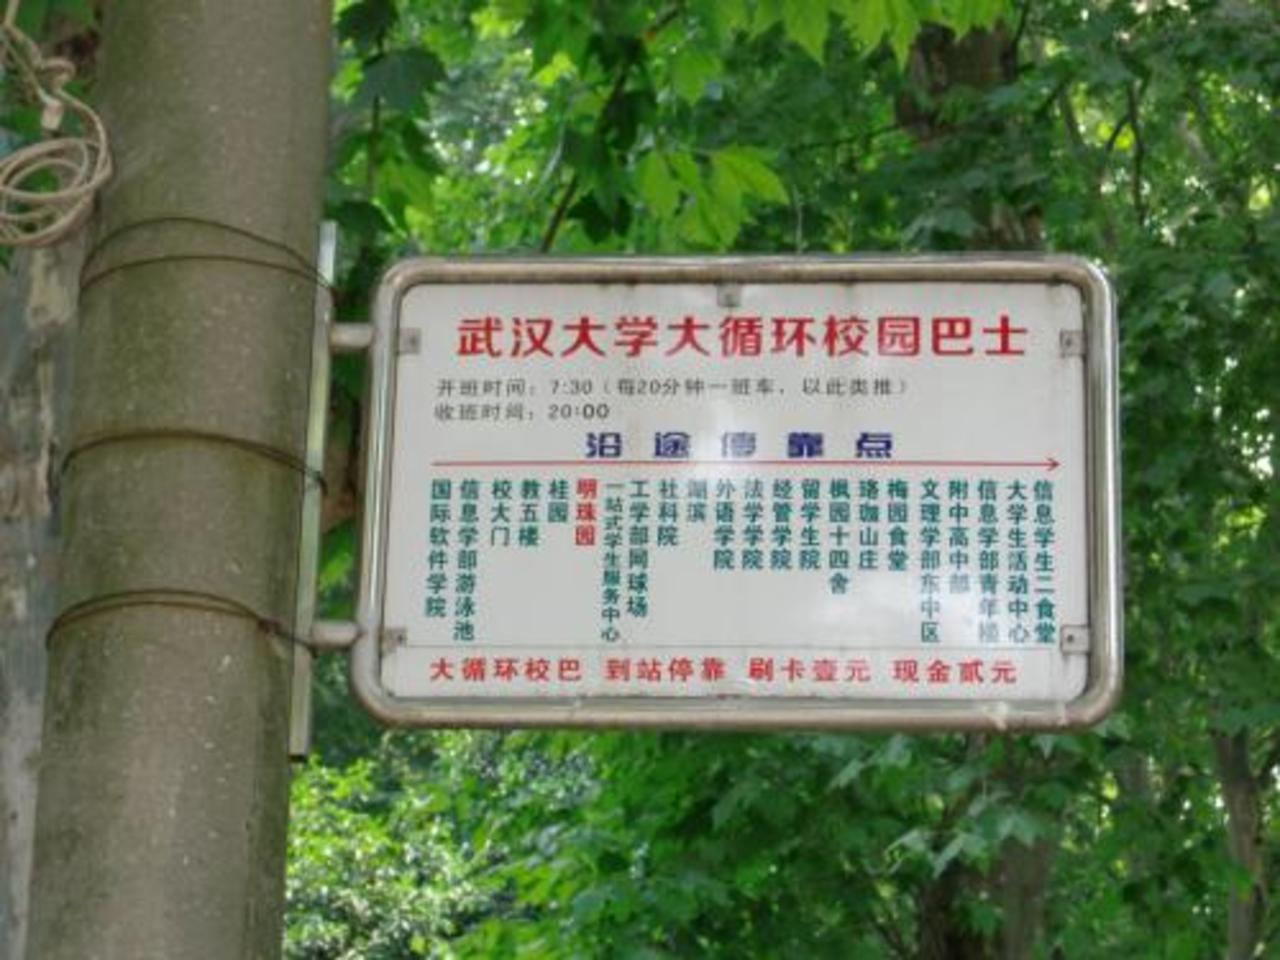 武汉大学大循环校园巴士
开班时间：7:30（每20分钟一班车，以此类推）
收班时间：20:00
沿途停靠点
国际软件学院
信息学部游泳池
校大门
教五楼
桂园
明珠园
一站式学生服务中心
工学部网球场
社科院
湖滨
外语学院
法学学院
经管学院
留学生院
枫园十四舍
珞珈山庄
梅园食堂
文理学部东中区
附中高中部
信息学部青年楼
大学生活动中心
信息学生二食堂
大循环校巴 到站停靠 刷卡壹元 现金贰元